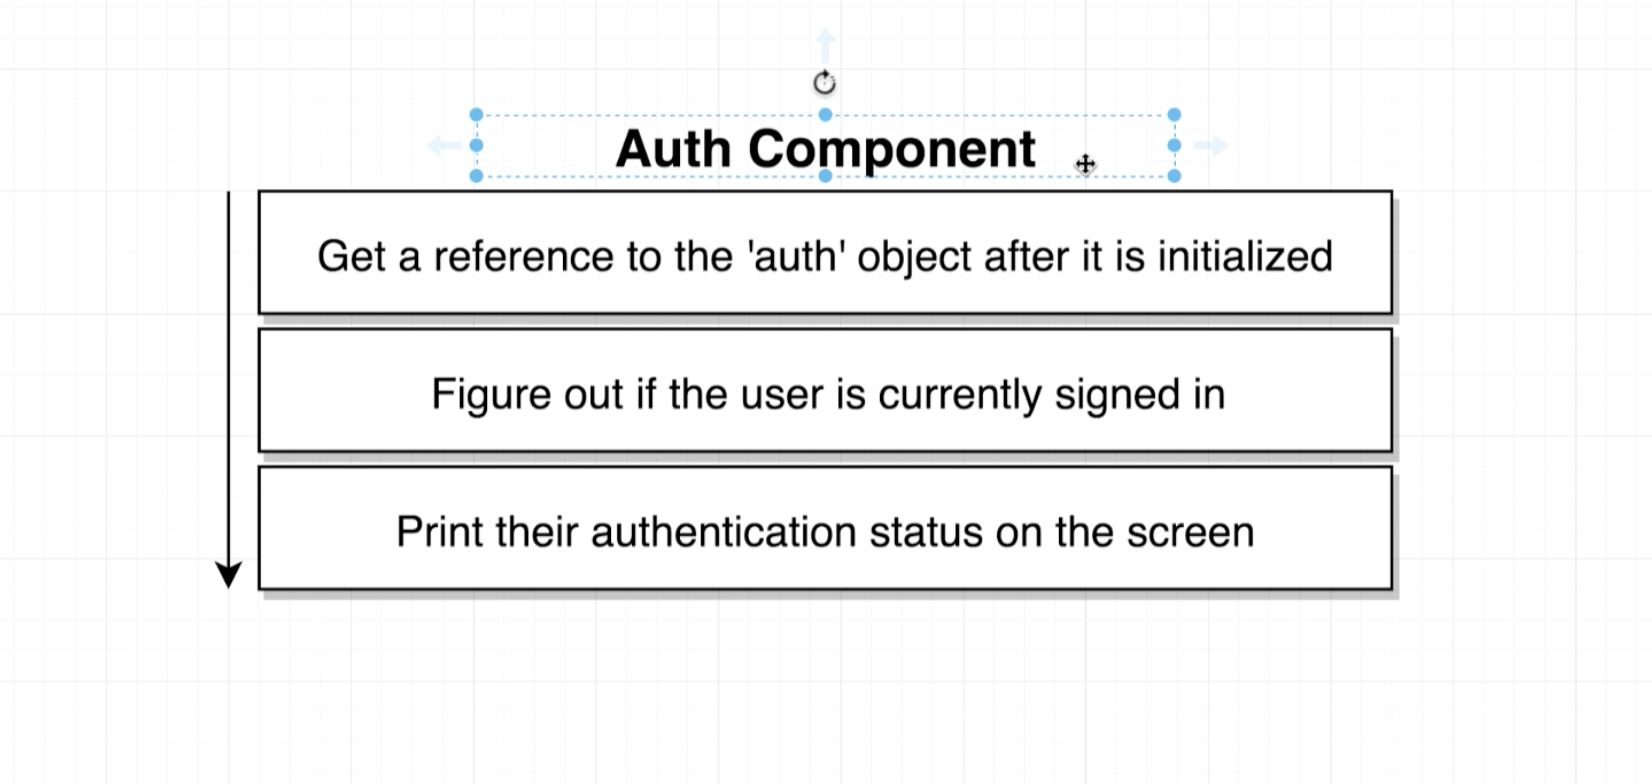 Auth Component
Get a reference to the 'auth' object after it is initialized
Figure out if the user is currently signed in
Print their authentication status on the screen